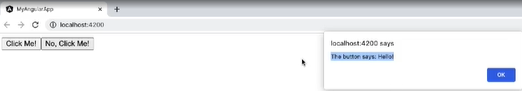 MyAngularApp
localhost:4200
Click Me! No, Click Me!
localhost:4200 says
The button says: Hello!
OK